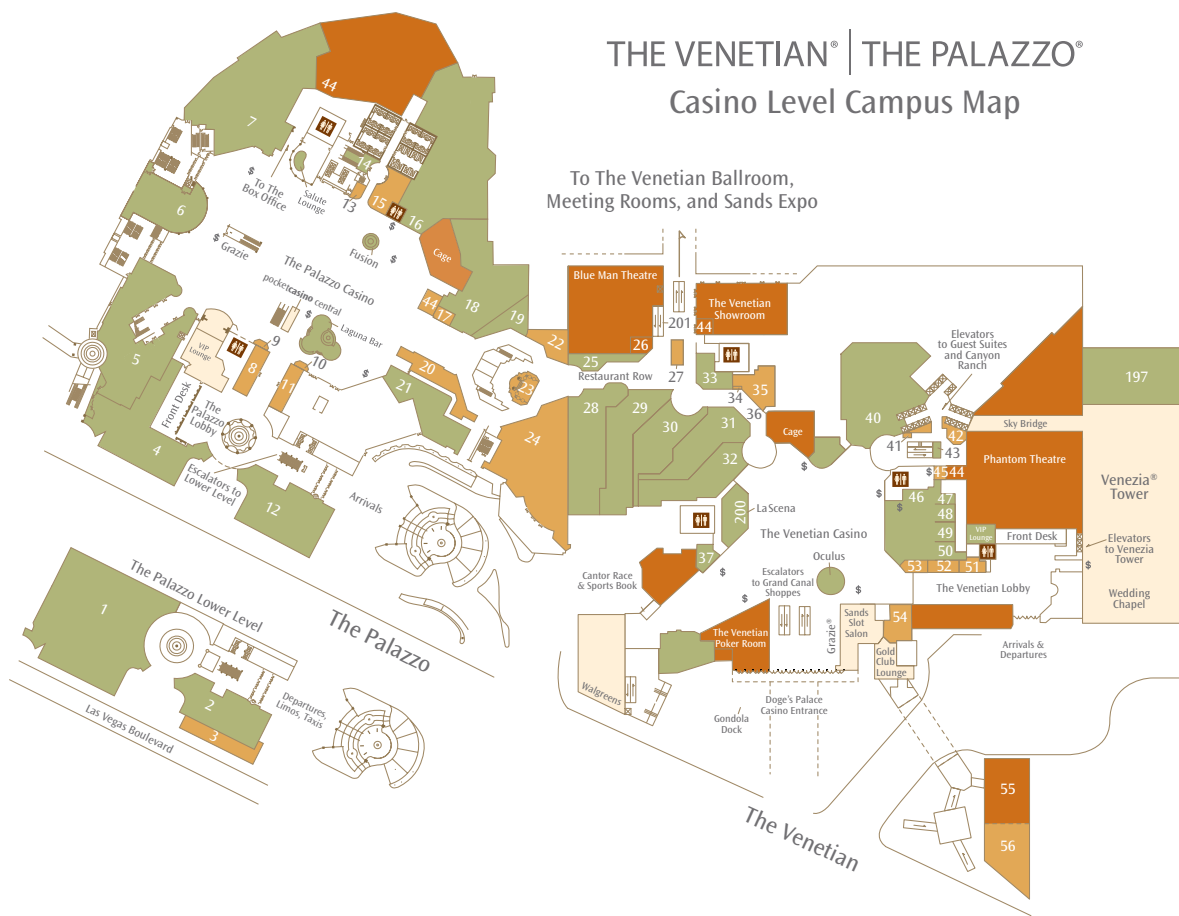 THE VENETIAN® | THE PALAZZO®
Casino Level Campus Map
To The Venetian Ballroom,
Meeting Rooms, and Sands Expo
44
7
6
5
4
To The
Box Office
Salute
Lounge
13
14
15
16
$
$
$
$
$
Grazie
Fusion
The Palazzo Casino
Cage
44
17
18
19
pocketcasino central
Laguna Bar
VIP
Lounge
8
9
10
11
20
21
22
23
24
Front Desk
The
Palazzo
Lobby
Escalators to
Lower Level
12
Arrivals
The Palazzo
The Palazzo Lower Level
1
2
3
Departures,
Limos, Taxis
Las Vegas Boulevard
Blue Man Theatre
26
25
Restaurant Row
201
27
The Venetian
Showroom
44
33
34
35
36
28
29
30
31
32
Cage
$
40
41
42
43
Elevators
to Guest Suites
and Canyon
Ranch
197
Sky Bridge
Phantom Theatre
Venezia®
Tower
$
45
44
46
47
48
49
50
51
52
53
$
$
VIP
Lounge
Front Desk
Elevators
to Venezia
Tower
$
Wedding
Chapel
200
La Scena
The Venetian Casino
37
$
Cantor Race
& Sports Book
Oculus
Escalators
to Grand Canal
Shoppes
$
$
The Venetian Lobby
The Venetian
Poker Room
Grazie®
Sands
Slot
Salon
54
Gold
Club
Lounge
Arrivals &
Departures
Walgreens
Gondola
Dock
Doge's Palace
Casino Entrance
The Venetian
55
56